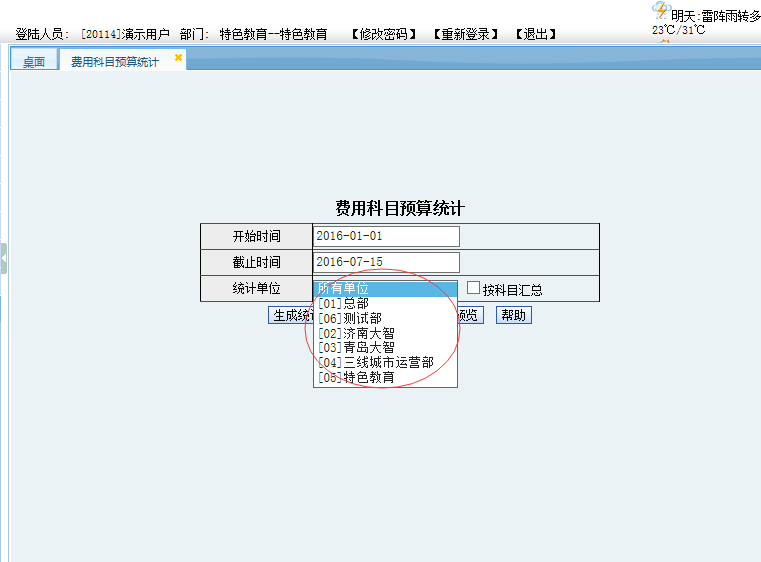 明天:雷阵雨转多
登陆人员: [20114]演示用户 部门: 特色教育--特色教育 【修改密码】 【重新登录】 【退出】 23℃/31℃
桌面 费用科目预算统计
费用科目预算统计
开始时间 2016-01-01
截止时间 2016-07-15
统计单位 所有单位 按科目汇总
[01]总部
生成统 预览 帮助
[06]测试部
[02]济南大智
[03]青岛大智
[04]三线城市运营部
[05]特色教育